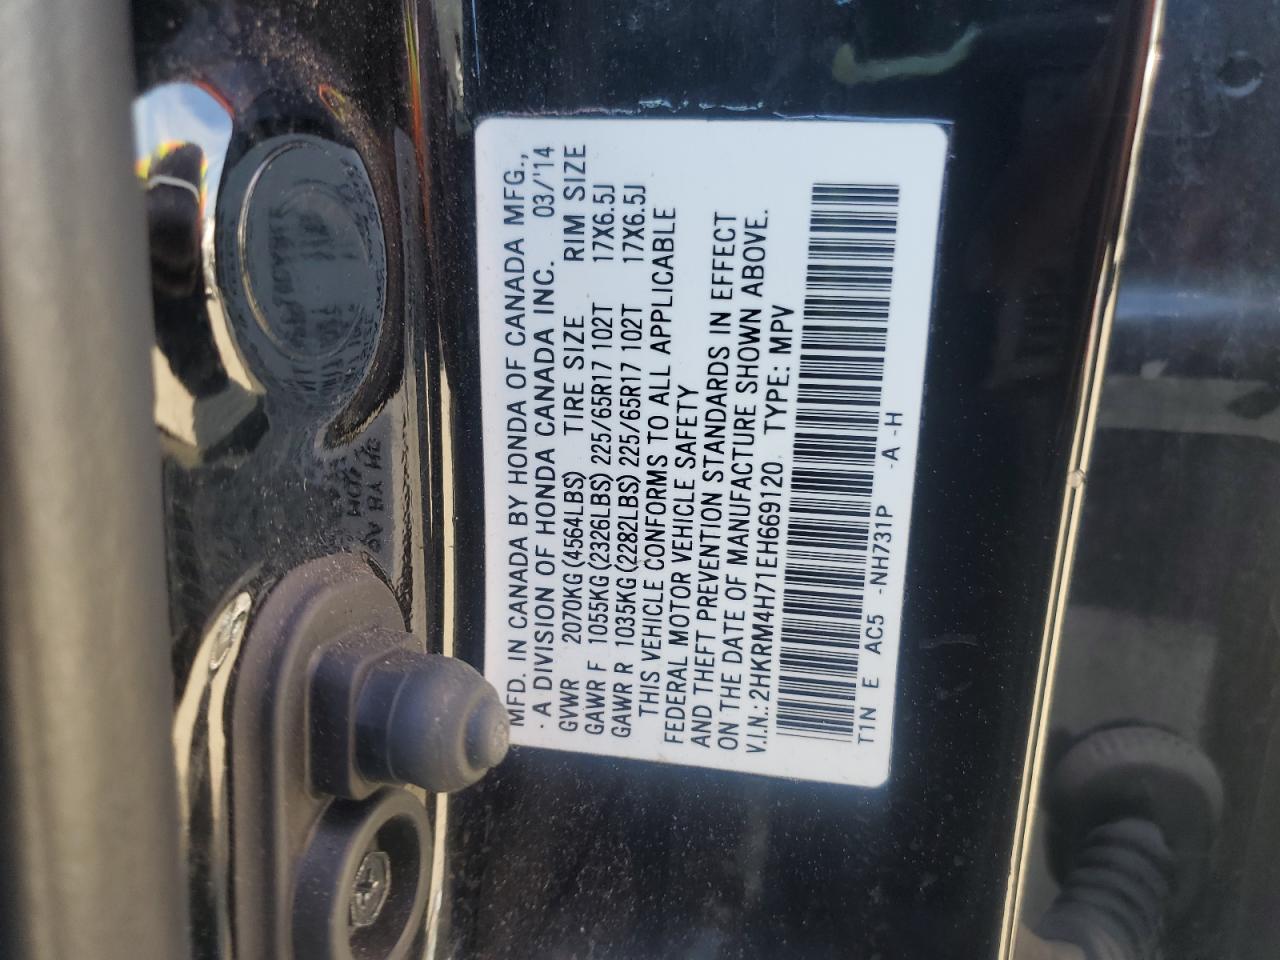 MFD. IN CANADA BY HONDA OF CANADA MFG.,
· A DIVISION OF HONDA CANADA INC. 03/'14
GVWR 2070KG (4564LBS) TIRE SIZE RIM SIZE
GAWR F 1055KG (2326LBS) 225/65R17 102T 17X6.5J
GAWR R 1035KG (2282LBS) 225/65R17 102T 17X6.5J
THIS VEHICLE CONFORMS TO ALL APPLICABLE
FEDERAL MOTOR VEHICLE SAFETY
AND THEFT PREVENTION STANDARDS IN EFFECT
ON THE DATE OF MANUFACTURE SHOWN ABOVE.
V.I.N.: 2HKRM4H71EH669120 TYPE: MPV
T1N E AC5 -NH731P -A -H